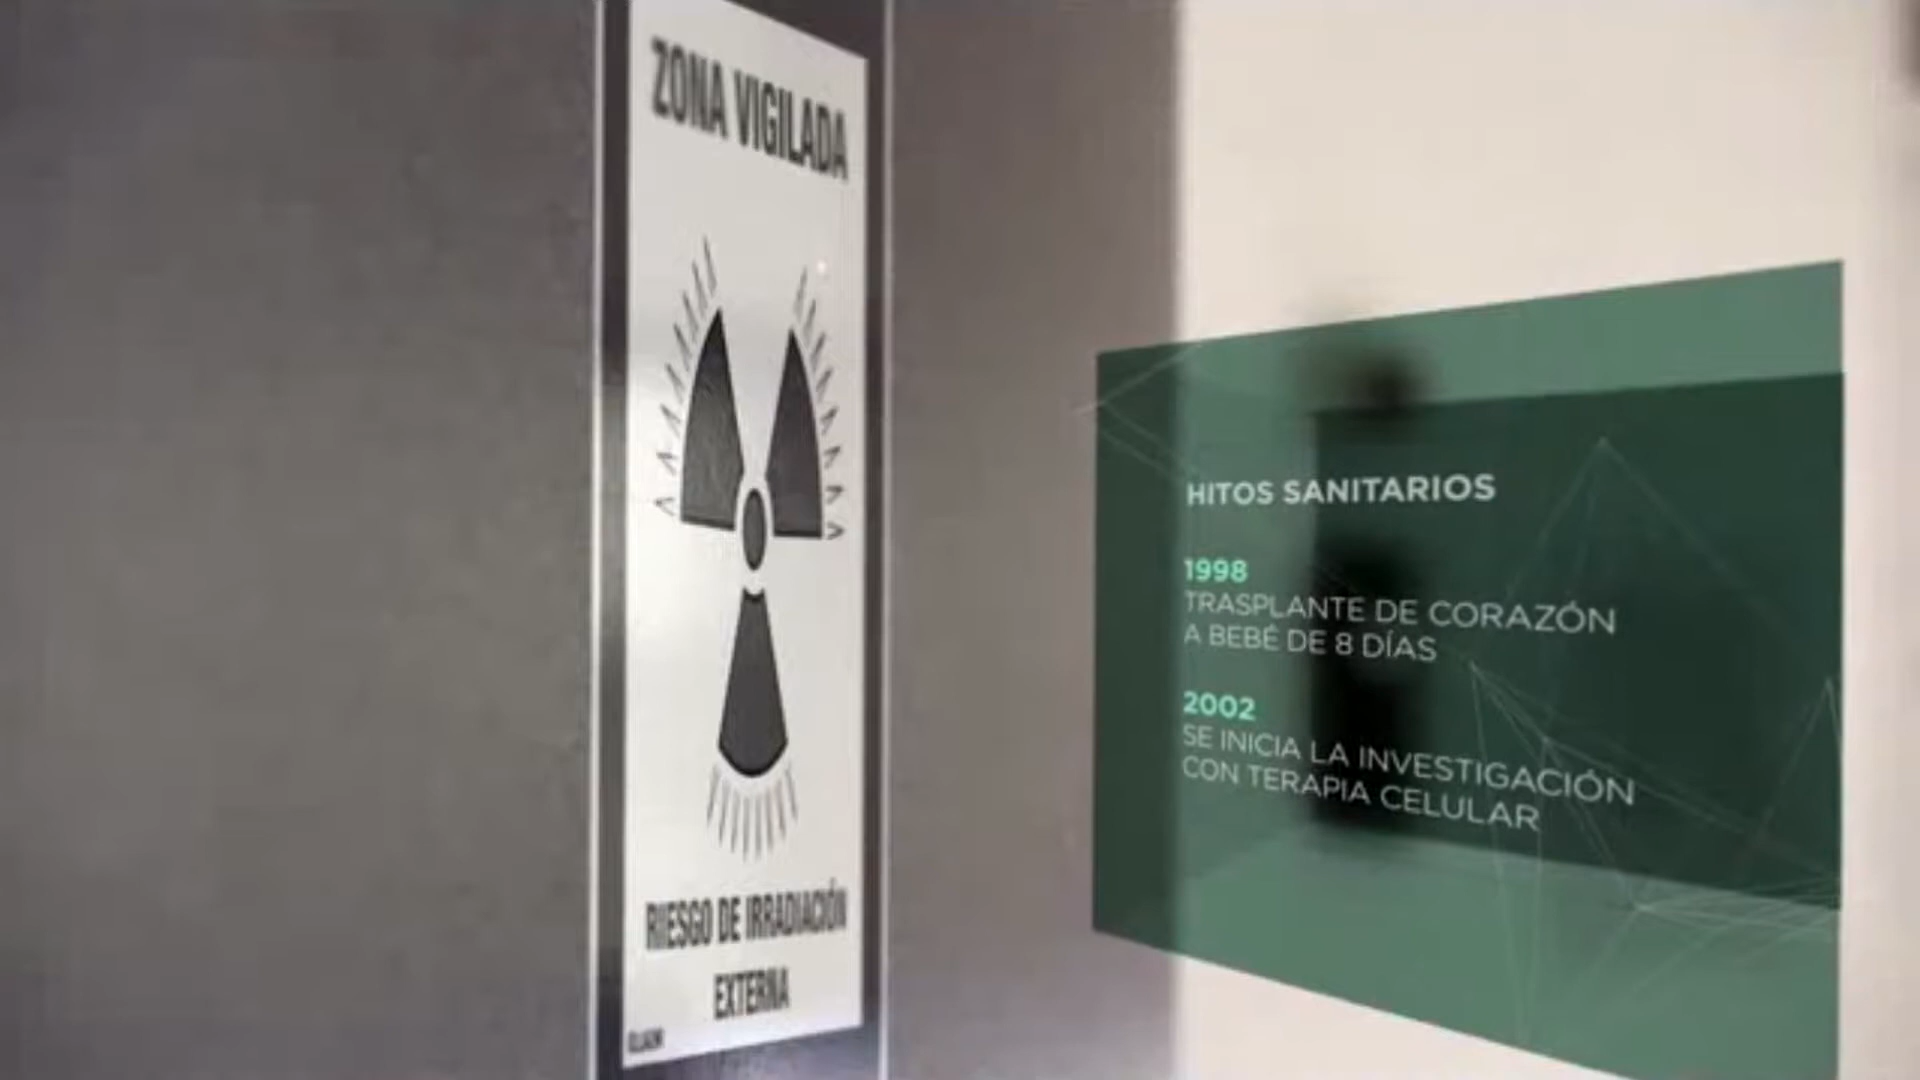 ZONA VIGILADA
RIESGO DE IRRADIACIÓN
EXTERNA
HITOS SANITARIOS
1998
TRASPLANTE DE CORAZÓN
A BEBÉ DE 8 DÍAS
2002
SE INICIA LA INVESTIGACIÓN
CON TERAPIA CELULAR